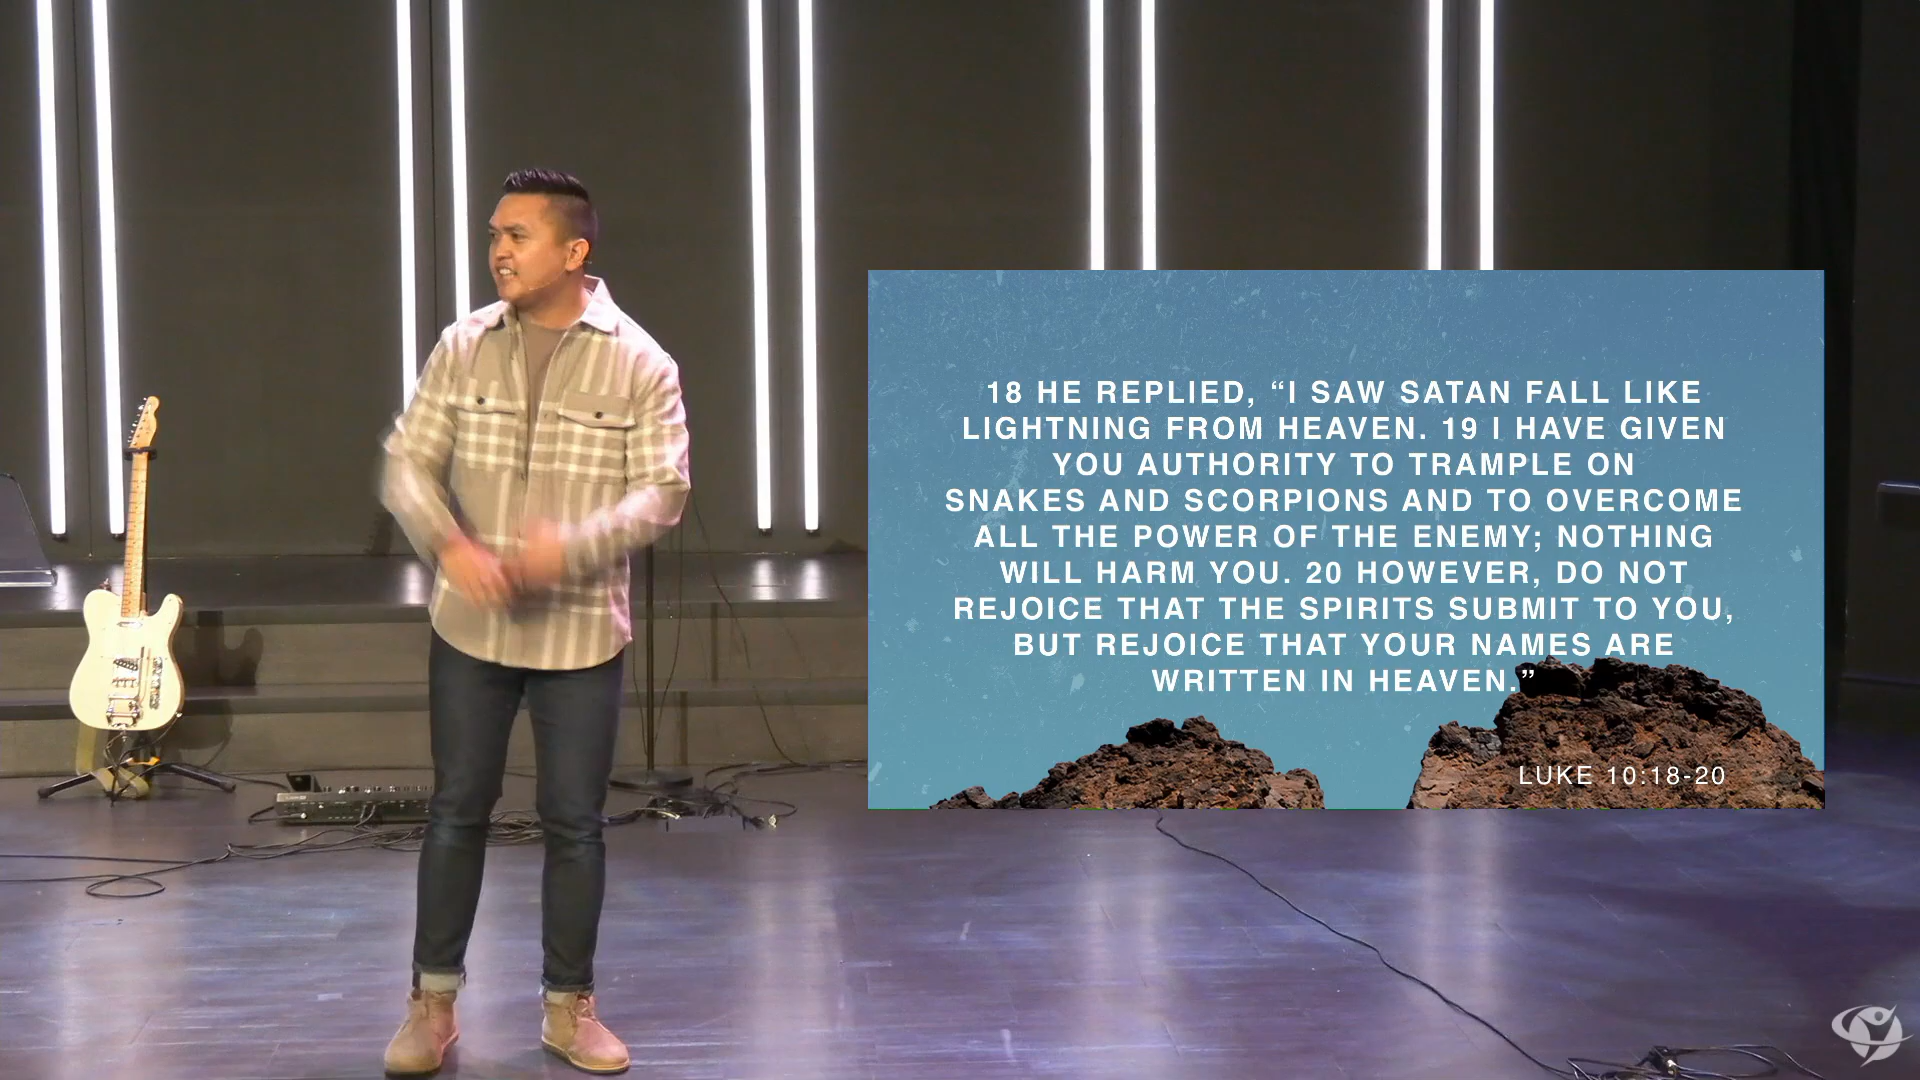 18 HE REPLIED, “I SAW SATAN FALL LIKE
LIGHTNING FROM HEAVEN. 19 I HAVE GIVEN
YOU AUTHORITY TO TRAMPLE ON
SNAKES AND SCORPIONS AND TO OVERCOME
ALL THE POWER OF THE ENEMY; NOTHING
WILL HARM YOU. 20 HOWEVER, DO NOT
REJOICE THAT THE SPIRITS SUBMIT TO YOU,
BUT REJOICE THAT YOUR NAMES ARE
WRITTEN IN HEAVEN.”
LUKE 10:18-20